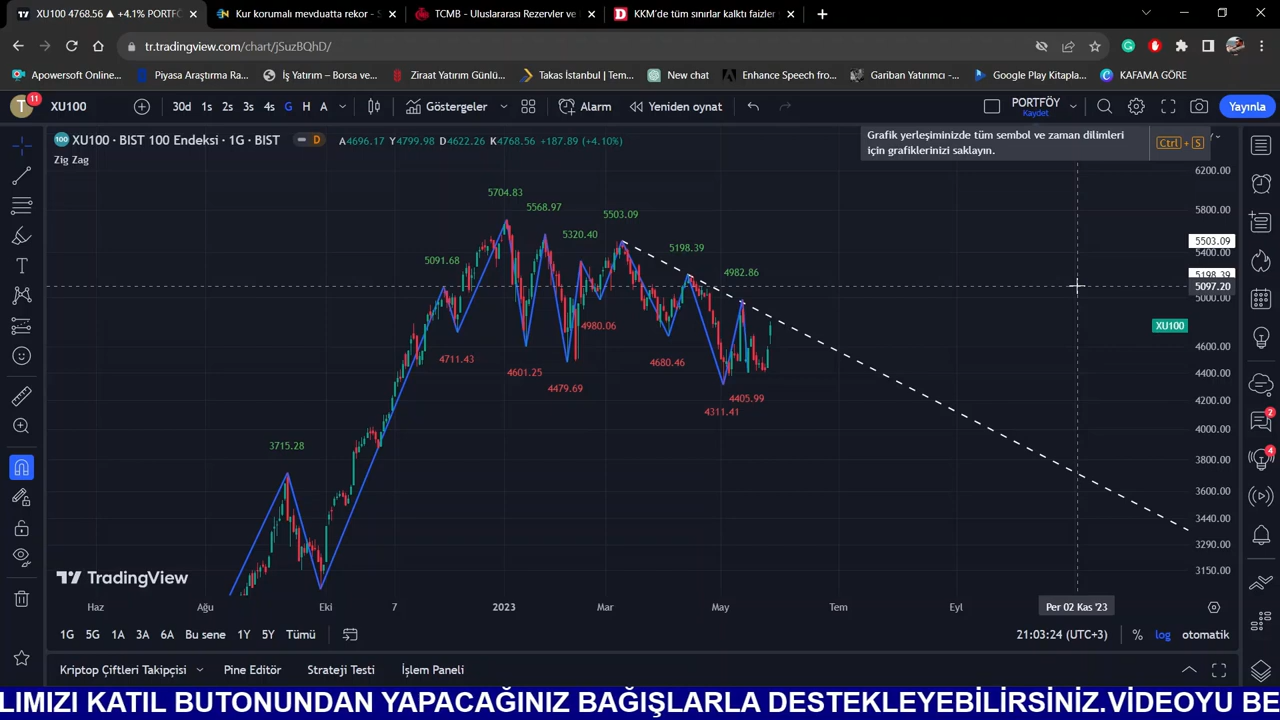 XU100 4768.56 ▲ +4.1% PORTFÖ
Kur korumalı mevduatta rekor - S
TCMB - Uluslararası Rezervler ve
KKM'de tüm sınırlar kalktı faizler
tr.tradingview.com/chart/jSuzBQhD/
Apowersoft Online...
Piyasa Araştırma Ra...
İş Yatırım – Borsa ve...
Ziraat Yatırım Günlü...
Takas İstanbul | Tem...
New chat
Enhance Speech fro...
Gariban Yatırımcı -...
Google Play Kitapla...
KAFAMA GÖRE
T
11
XU100
30d 1s 2s 3s 4s G H A
Göstergeler
Alarm
Yeniden oynat
PORTFÖY
Kaydet
Yayınla
100 XU100 · BIST 100 Endeksi · 1G · BIST
D
A4696.17 Y4799.98 D4622.26 K4768.56 +187.89 (+4.10%)
Grafik yerleşiminizde tüm sembol ve zaman dilimleri
için grafiklerinizi saklayın.
Ctrl + S
Zig Zag
6200.00
5704.83
5800.00
5568.97
5503.09
5320.40
5503.09
5198.39
5400.00
5091.68
4982.86
5198.39
5097.20
5000.00
4980.06
XU100
4711.43
4680.46
4600.00
4601.25
4400.00
4479.69
4405.99
4200.00
4311.41
4000.00
3715.28
3800.00
3600.00
3440.00
3290.00
3150.00
2
4
TradingView
Haz Ağu Eki 7 2023 Mar May Tem Eyl Per 02 Kas '23
1G 5G 1A 3A 6A Bu sene 1Y 5Y Tümü
21:03:24 (UTC+3) % log otomatik
Kriptop Çiftleri Takipçisi Pine Editör Strateji Testi İşlem Paneli
LIMIZI KATIL BUTONUNDAN YAPACAĞINIZ BAĞIŞLARLA DESTEKLEYEBİLİRSİNİZ.VİDEOYU BE